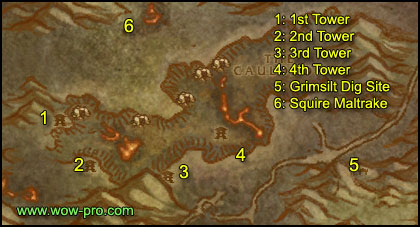 1: 1st Tower
2: 2nd Tower
3: 3rd Tower
4: 4th Tower
5: Grimsilt Dig Site
6: Squire Maltrake
6
1
2
3
4
5
www.wow-pro.com